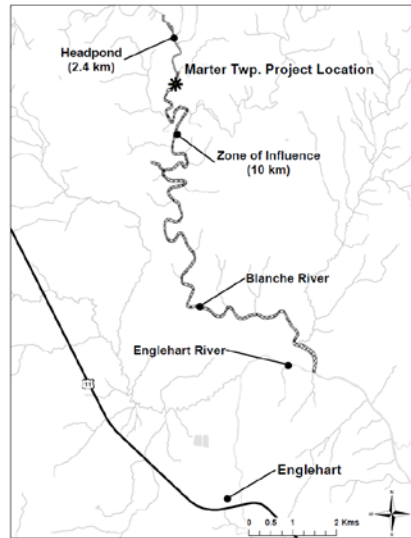 Headpond
(2.4 km)
Marter Twp. Project Location
Zone of Influence
(10 km)
Blanche River
Englehart River
11
Englehart
N
0 0.5 1 2 Kms